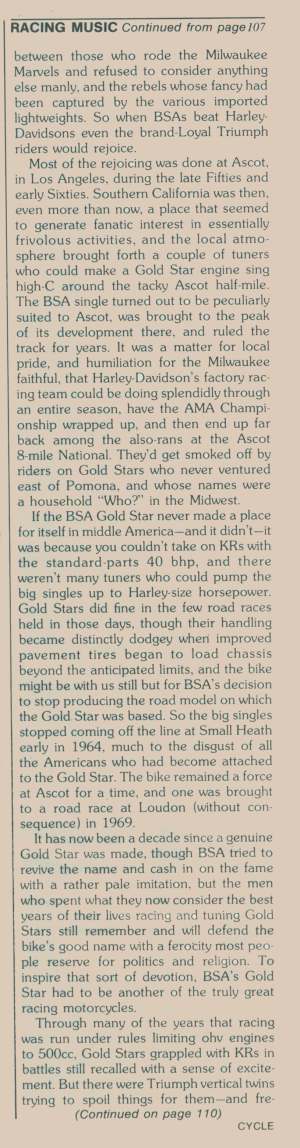 RACING MUSIC Continued from page 107
between those who rode the Milwaukee
Marvels and refused to consider anything
else manly, and the rebels whose fancy had
been captured by the various imported
lightweights. So when BSAs beat Harley-
Davidsons even the brand-Loyal Triumph
riders would rejoice.
Most of the rejoicing was done at Ascot,
in Los Angeles, during the late Fifties and
early Sixties. Southern California was then,
even more than now, a place that seemed
to generate fanatic interest in essentially
frivolous activities, and the local atmo-
sphere brought forth a couple of tuners
who could make a Gold Star engine sing
high-C around the tacky Ascot half-mile.
The BSA single turned out to be peculiarly
suited to Ascot, was brought to the peak
of its development there, and ruled the
track for years. It was a matter for local
pride, and humiliation for the Milwaukee
faithful, that Harley-Davidson's factory rac-
ing team could be doing splendidly through
an entire season, have the AMA Champi-
onship wrapped up, and then end up far
back among the also-rans at the Ascot
8-mile National. They'd get smoked off by
riders on Gold Stars who never ventured
east of Pomona, and whose names were
a household "Who?" in the Midwest.
If the BSA Gold Star never made a place
for itself in middle America—and it didn't—it
was because you couldn't take on KRs with
the standard-parts 40 bhp, and there
weren't many tuners who could pump the
big singles up to Harley-size horsepower.
Gold Stars did fine in the few road races
held in those days, though their handling
became distinctly dodgey when improved
pavement tires began to load chassis
beyond the anticipated limits, and the bike
might be with us still but for BSA's decision
to stop producing the road model on which
the Gold Star was based. So the big singles
stopped coming off the line at Small Heath
early in 1964, much to the disgust of all
the Americans who had become attached
to the Gold Star. The bike remained a force
at Ascot for a time, and one was brought
to a road race at Loudon (without con-
sequence) in 1969.
It has now been a decade since a genuine
Gold Star was made, though BSA tried to
revive the name and cash in on the fame
with a rather pale imitation, but the men
who spent what they now consider the best
years of their lives racing and tuning Gold
Stars still remember and will defend the
bike's good name with a ferocity most peo-
ple reserve for politics and religion. To
inspire that sort of devotion, BSA's Gold
Star had to be another of the truly great
racing motorcycles.
Through many of the years that racing
was run under rules limiting ohv engines
to 500cc, Gold Stars grappled with KRs in
battles still recalled with a sense of excite-
ment. But there were Triumph vertical twins
trying to spoil things for them—and fre-
(Continued on page 110)
CYCLE